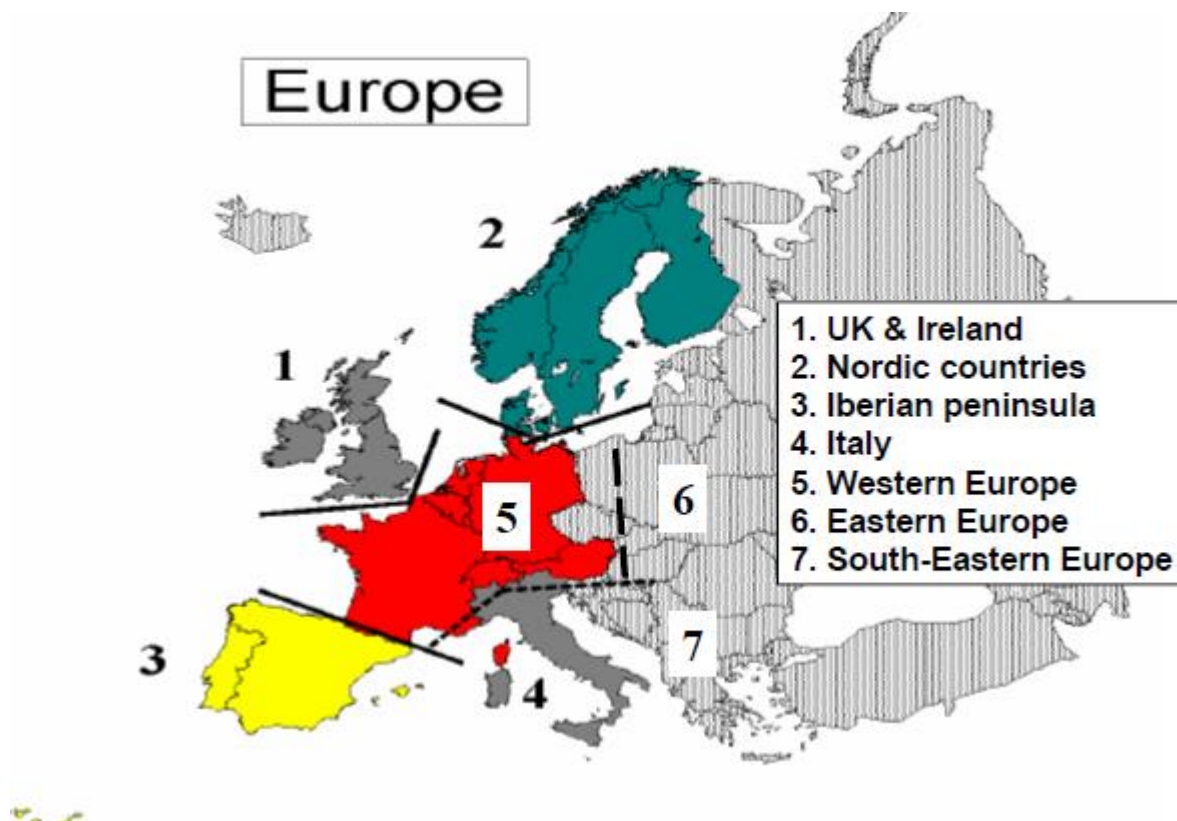 Europe
2
1
1. UK & Ireland
2. Nordic countries
3. Iberian peninsula
4. Italy
5. Western Europe
6. Eastern Europe
7. South-Eastern Europe
5
6
3
7
4